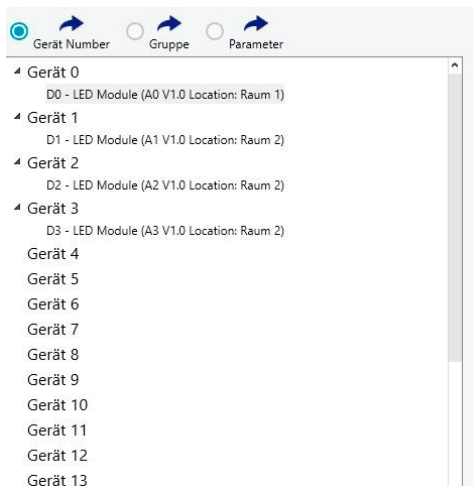 Gerät Number Gruppe Parameter
Gerät 0
D0 - LED Module (A0 V1.0 Location: Raum 1)
Gerät 1
D1 - LED Module (A1 V1.0 Location: Raum 2)
Gerät 2
D2 - LED Module (A2 V1.0 Location: Raum 2)
Gerät 3
D3 - LED Module (A3 V1.0 Location: Raum 2)
Gerät 4
Gerät 5
Gerät 6
Gerät 7
Gerät 8
Gerät 9
Gerät 10
Gerät 11
Gerät 12
Gerät 13